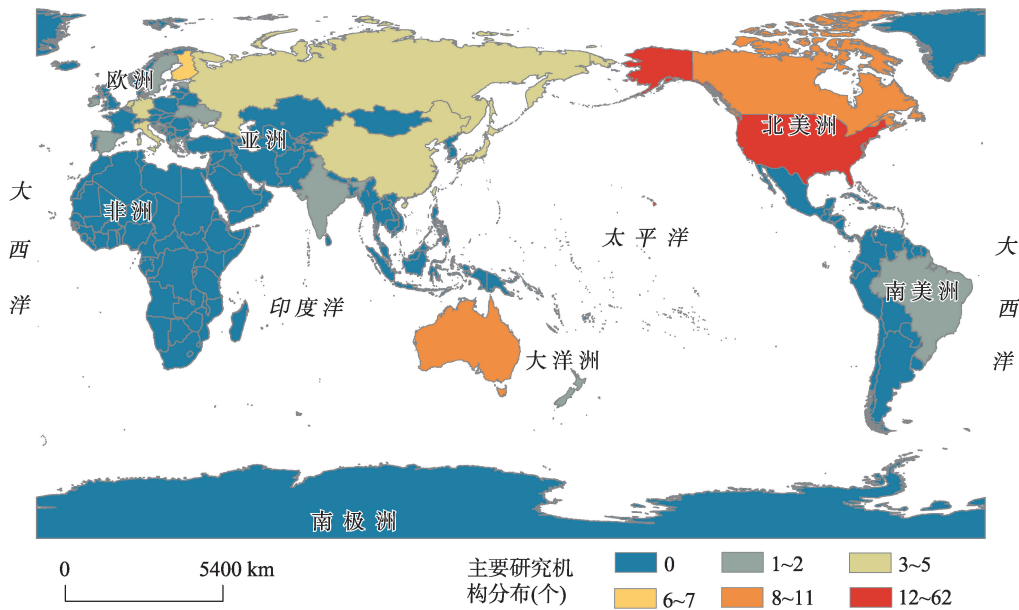 欧洲
亚洲
北美洲
大西洋
非洲
太平洋
大西洋
南美洲
印度洋
大洋洲
南极洲
0 5400 km
主要研究机
构分布(个)
0 1~2 3~5
6~7 8~11 12~62